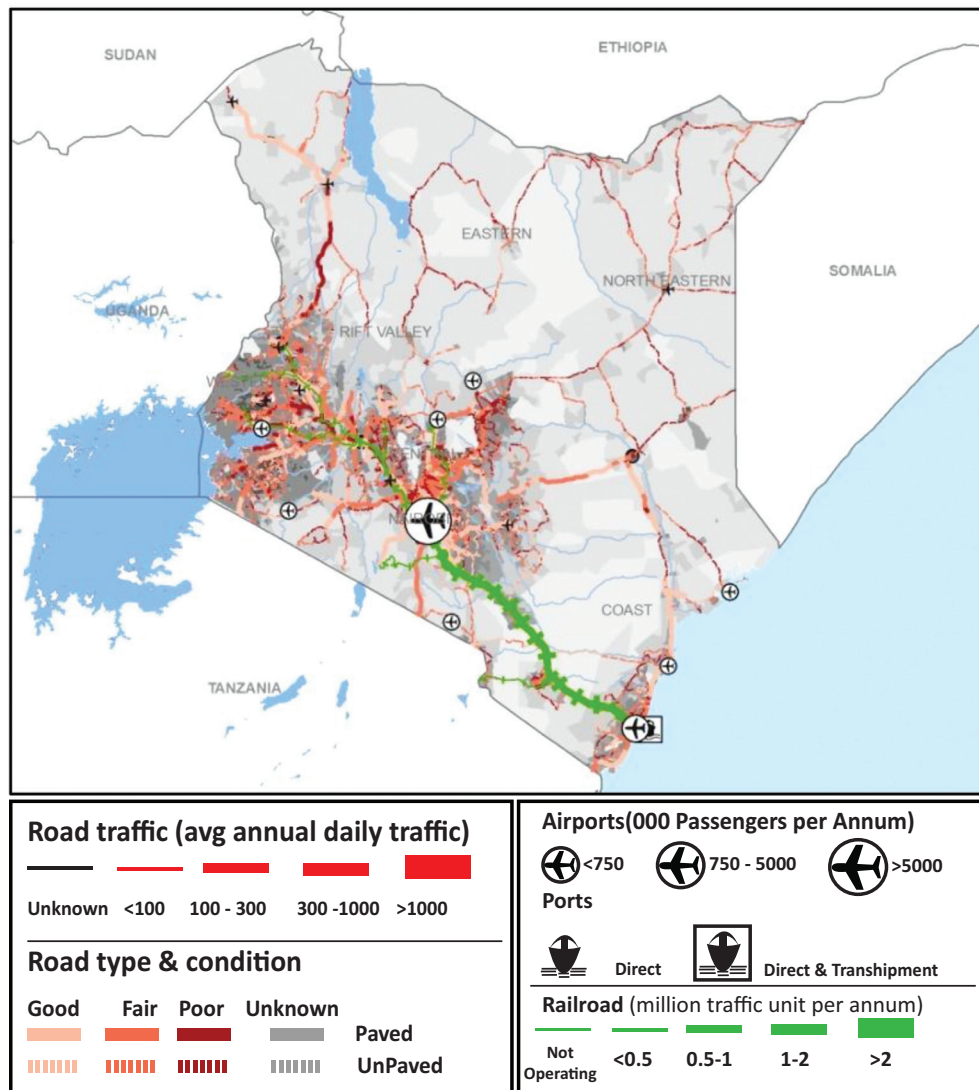 SUDAN
ETHIOPIA
EASTERN
SOMALIA
NORTH EASTERN
UGANDA
RIFT VALLEY
COAST
TANZANIA
Road traffic (avg annual daily traffic)
Unknown <100 100 - 300 300 -1000 >1000
Road type & condition
Good Fair Poor Unknown
Paved
UnPaved
Airports(000 Passengers per Annum)
<750 750 - 5000 >5000
Ports
Direct Direct & Transhipment
Railroad (million traffic unit per annum)
Not Operating <0.5 0.5-1 1-2 >2